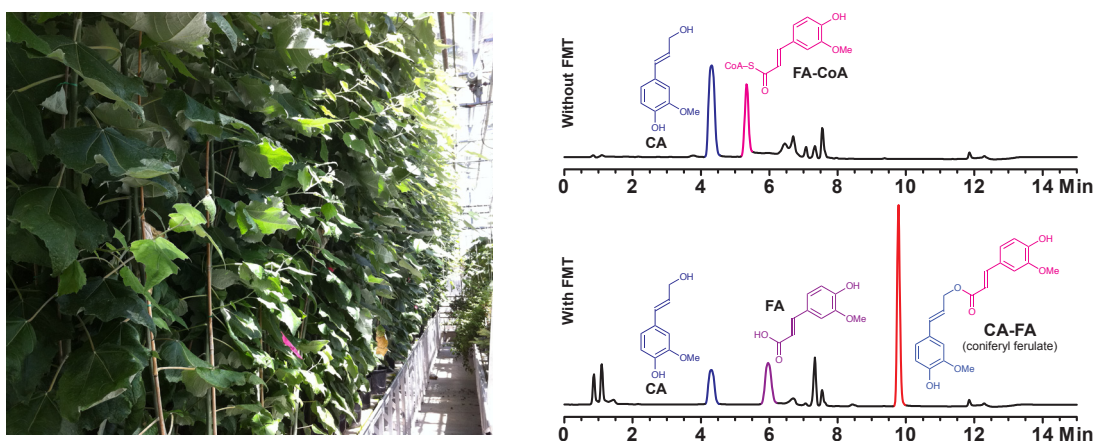 Without FMT
OH
OMe
OH
CA
OH
OMe
CoA–S
O
FA-CoA
0 2 4 6 8 10 12 14 Min
With FMT
OH
OMe
OH
CA
FA
OH
OMe
HO
O
OH
OMe
O
O
CA-FA
(coniferyl ferulate)
OMe
OH
0 2 4 6 8 10 12 14 Min